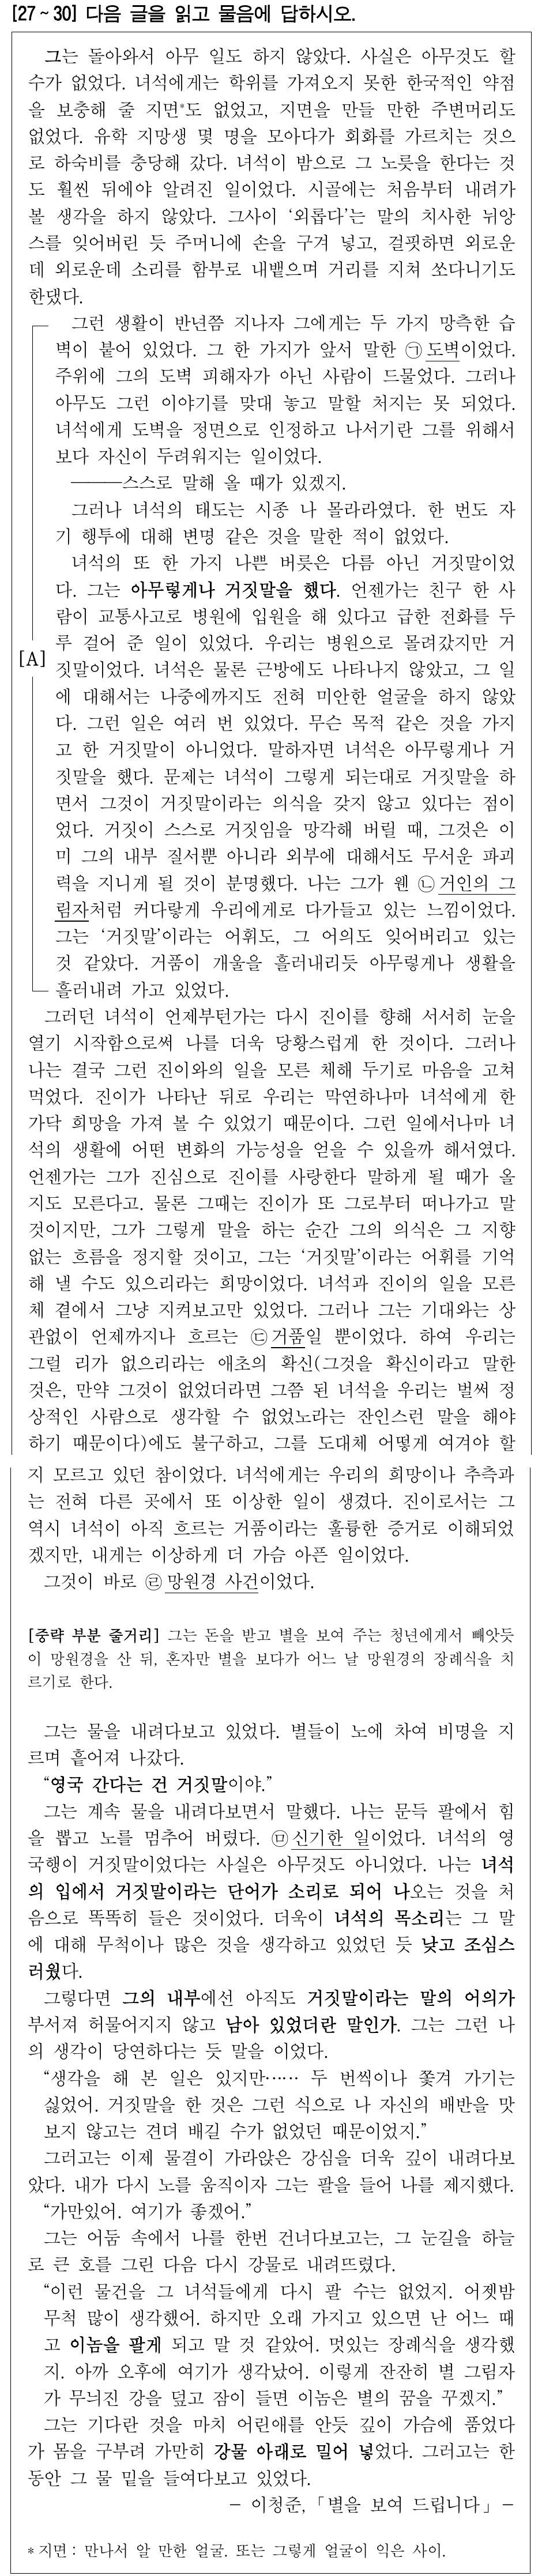 [27~30] 다음 글을 읽고 물음에 답하시오.
그는 돌아와서 아무 일도 하지 않았다. 사실은 아무것도 할
수가 없었다. 녀석에게는 학위를 가져오지 못한 한국적인 약점
을 보충해 줄 지면*도 없었고, 지면을 만들 만한 주변머리도
없었다. 유학 지망생 몇 명을 모아다가 회화를 가르치는 것으
로 하숙비를 충당해 갔다. 녀석이 밤으로 그 노릇을 한다는 것
도 훨씬 뒤에야 알려진 일이었다. 시골에는 처음부터 내려가
볼 생각을 하지 않았다. 그사이 ‘외롭다’는 말의 치사한 뉘앙
스를 잊어버린 듯 주머니에 손을 구겨 넣고, 걸핏하면 외로운
데 외로운데 소리를 함부로 내뱉으며 거리를 지쳐 쏘다니기도
한댔다.
그런 생활이 반년쯤 지나자 그에게는 두 가지 망측한 습
벽이 붙어 있었다. 그 한 가지가 앞서 말한 ㉠도벽이었다.
주위에 그의 도벽 피해자가 아닌 사람이 드물었다. 그러나
아무도 그런 이야기를 맞대 놓고 말할 처지는 못 되었다.
녀석에게 도벽을 정면으로 인정하고 나서기란 그를 위해서
보다 자신이 두려워지는 일이었다.
———스스로 말해 올 때가 있겠지.
그러나 녀석의 태도는 시종 나 몰라라였다. 한 번도 자
기 행투에 대해 변명 같은 것을 말한 적이 없었다.
녀석의 또 한 가지 나쁜 버릇은 다름 아닌 거짓말이었
다. 그는 아무렇게나 거짓말을 했다. 언젠가는 친구 한 사
람이 교통사고로 병원에 입원을 해 있다고 급한 전화를 두
루 걸어 준 일이 있었다. 우리는 병원으로 몰려갔지만 거
[A]
짓말이었다. 녀석은 물론 근방에도 나타나지 않았고, 그 일
에 대해서는 나중에까지도 전혀 미안한 얼굴을 하지 않았
다. 그런 일은 여러 번 있었다. 무슨 목적 같은 것을 가지
고 한 거짓말이 아니었다. 말하자면 녀석은 아무렇게나 거
짓말을 했다. 문제는 녀석이 그렇게 되는대로 거짓말을 하
면서 그것이 거짓말이라는 의식을 갖지 않고 있다는 점이
었다. 거짓이 스스로 거짓임을 망각해 버릴 때, 그것은 이
미 그의 내부 질서뿐 아니라 외부에 대해서도 무서운 파괴
력을 지니게 될 것이 분명했다. 나는 그가 웬 ㉡거인의 그
림자처럼 커다랗게 우리에게로 다가들고 있는 느낌이었다.
그는 ‘거짓말’이라는 어휘도, 그 어의도 잊어버리고 있는
것 같았다. 거품이 개울을 흘러내리듯 아무렇게나 생활을
흘러내려 가고 있었다.
그러던 녀석이 언제부턴가는 다시 진이를 향해 서서히 눈을
열기 시작함으로써 나를 더욱 당황스럽게 한 것이다. 그러나
나는 결국 그런 진이와의 일을 모른 체해 두기로 마음을 고쳐
먹었다. 진이가 나타난 뒤로 우리는 막연하나마 녀석에게 한
가닥 희망을 가져 볼 수 있었기 때문이다. 그런 일에서나마 녀
석의 생활에 어떤 변화의 가능성을 얻을 수 있을까 해서였다.
언젠가는 그가 진심으로 진이를 사랑한다 말하게 될 때가 올
지도 모른다고. 물론 그때는 진이가 또 그로부터 떠나가고 말
것이지만, 그가 그렇게 말을 하는 순간 그의 의식은 그 지향
없는 흐름을 정지할 것이고, 그는 ‘거짓말’이라는 어휘를 기억
해 낼 수도 있으리라는 희망이었다. 녀석과 진이의 일을 모른
체 곁에서 그냥 지켜보고만 있었다. 그러나 그는 기대와는 상
관없이 언제까지나 흐르는 ㉢거품일 뿐이었다. 하여 우리는
그럴 리가 없으리라는 애초의 확신(그것을 확신이라고 말한
것은, 만약 그것이 없었더라면 그쯤 된 녀석을 우리는 벌써 정
상적인 사람으로 생각할 수 없었노라는 잔인스런 말을 해야
하기 때문이다)에도 불구하고, 그를 도대체 어떻게 여겨야 할
지 모르고 있던 참이었다. 녀석에게는 우리의 희망이나 추측과
는 전혀 다른 곳에서 또 이상한 일이 생겼다. 진이로서는 그
역시 녀석이 아직 흐르는 거품이라는 훌륭한 증거로 이해되었
겠지만, 내게는 이상하게 더 가슴 아픈 일이었다.
그것이 바로 ㉣망원경 사건이었다.
[중략 부분 줄거리] 그는 돈을 받고 별을 보여 주는 청년에게서 빼앗듯
이 망원경을 산 뒤, 혼자만 별을 보다가 어느 날 망원경의 장례식을 치
르기로 한다.
그는 물을 내려다보고 있었다. 별들이 노에 차여 비명을 지
르며 흩어져 나갔다.
“영국 간다는 건 거짓말이야.”
그는 계속 물을 내려다보면서 말했다. 나는 문득 팔에서 힘
을 뽑고 노를 멈추어 버렸다. ㉤신기한 일이었다. 녀석의 영
국행이 거짓말이었다는 사실은 아무것도 아니었다. 나는 녀석
의 입에서 거짓말이라는 단어가 소리로 되어 나오는 것을 처
음으로 똑똑히 들은 것이었다. 더욱이 녀석의 목소리는 그 말
에 대해 무척이나 많은 것을 생각하고 있었던 듯 낮고 조심스
러웠다.
그렇다면 그의 내부에선 아직도 거짓말이라는 말의 어의가
부서져 허물어지지 않고 남아 있었더란 말인가. 그는 그런 나
의 생각이 당연하다는 듯 말을 이었다.
“생각을 해 본 일은 있지만…… 두 번씩이나 쫓겨 가기는
싫었어. 거짓말을 한 것은 그런 식으로 나 자신의 배반을 맛
보지 않고는 견뎌 배길 수가 없었던 때문이었지.”
그러고는 이제 물결이 가라앉은 강심을 더욱 깊이 내려다보
았다. 내가 다시 노를 움직이자 그는 팔을 들어 나를 제지했다.
“가만있어. 여기가 좋겠어.”
그는 어둠 속에서 나를 한번 건너다보고는, 그 눈길을 하늘
로 큰 호를 그린 다음 다시 강물로 내려뜨렸다.
“이런 물건을 그 녀석들에게 다시 팔 수는 없었지. 어젯밤
무척 많이 생각했어. 하지만 오래 가지고 있으면 난 어느 때
고 이놈을 팔게 되고 말 것 같았어. 멋있는 장례식을 생각했
지. 아까 오후에 여기가 생각났어. 이렇게 잔잔히 별 그림자
가 무늬진 강을 덮고 잠이 들면 이놈은 별의 꿈을 꾸겠지.”
그는 기다란 것을 마치 어린애를 안듯 깊이 가슴에 품었다
가 몸을 구부려 가만히 강물 아래로 밀어 넣었다. 그러고는 한
동안 그 물 밑을 들여다보고 있었다.
- 이청준, 「별을 보여 드립니다」 -
* 지면 : 만나서 알 만한 얼굴. 또는 그렇게 얼굴이 익은 사이.